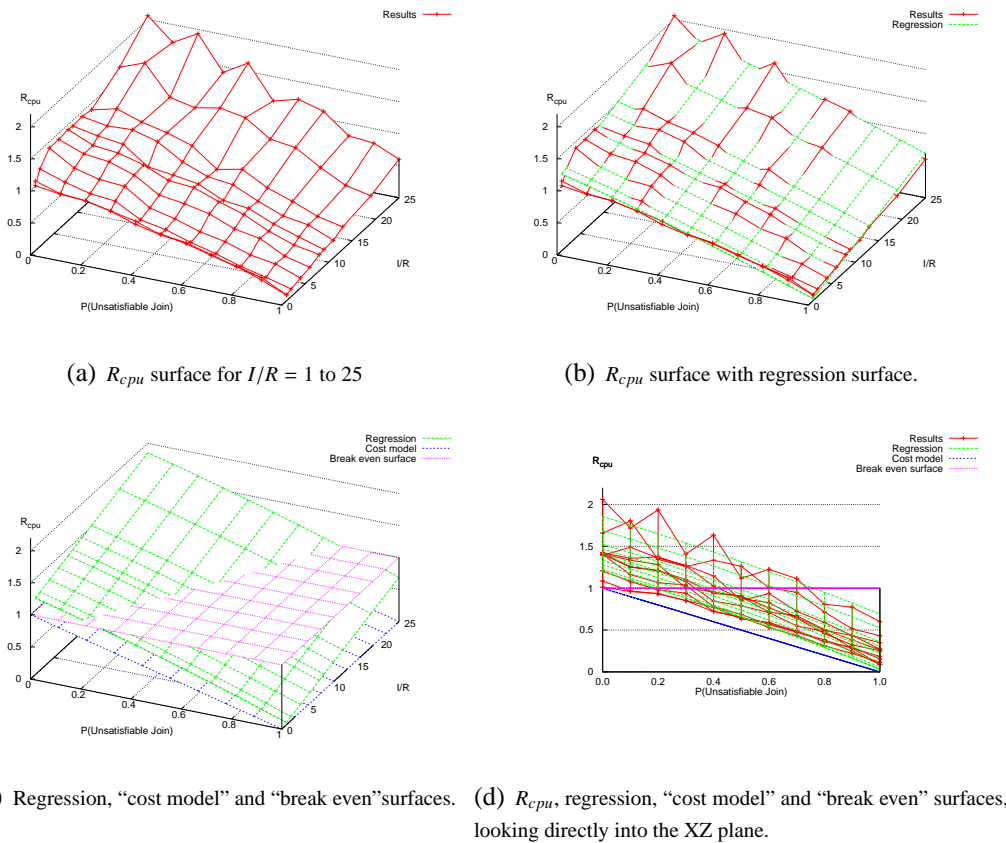 Results
R_cpu
2
1.5
1
0.5
0
0
0.2
0.4
0.6
0.8
1
P(Unsatisfiable Join)
0
5
10
15
20
25
I/R
(a) R_cpu surface for I/R = 1 to 25
Results
Regression
R_cpu
2
1.5
1
0.5
0
0
0.2
0.4
0.6
0.8
1
P(Unsatisfiable Join)
0
5
10
15
20
25
I/R
(b) R_cpu surface with regression surface.
Regression
Cost model
Break even surface
R_cpu
2
1.5
1
0.5
0
0
0.2
0.4
0.6
0.8
1
P(Unsatisfiable Join)
0
5
10
15
20
25
I/R
) Regression, “cost model” and “break even”surfaces.
Results
Regression
Cost model
Break even surface
R_cpu
2
1.5
1
0.5
0
0.0
0.2
0.4
0.6
0.8
1.0
P(Unsatisfiable Join)
(d) R_cpu, regression, “cost model” and “break even” surfaces,
looking directly into the XZ plane.